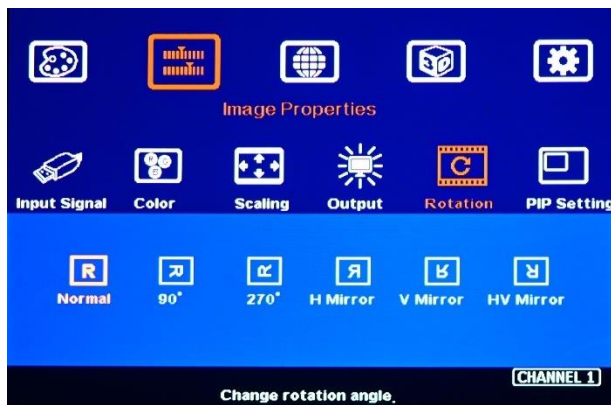 3D
Image Properties
R G B
Input Signal Color Scaling Output Rotation PIP Setting
R R R Я R R
Normal 90° 270° H Mirror V Mirror HV Mirror
CHANNEL 1
Change rotation angle.